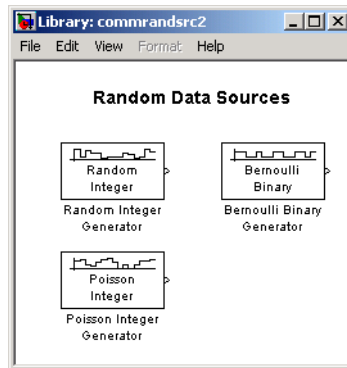 Library: commrandsrc2
File Edit View Format Help
Random Data Sources
Random
Integer
Random Integer
Generator
Bernoulli
Binary
Bernoulli Binary
Generator
Poisson
Integer
Poisson Integer
Generator